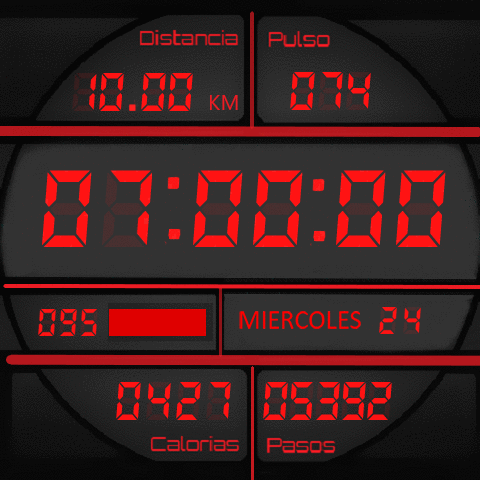 Distancia
10.00 KM
Pulso
074
07:00:00
095
MIERCOLES 24
0427
Calorias
05392
Pasos